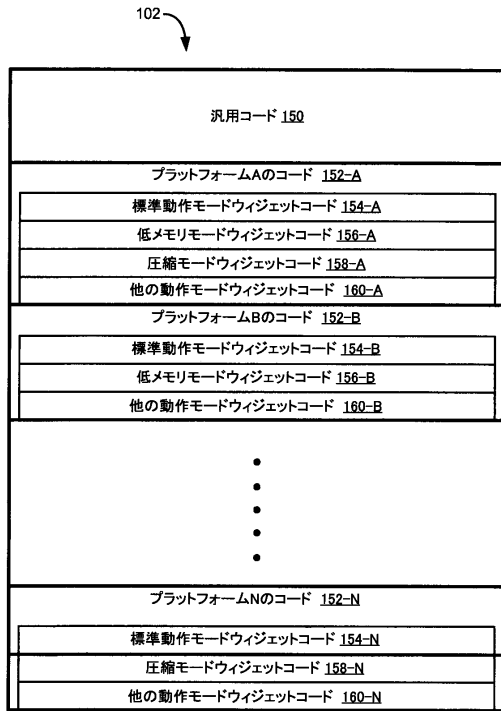 102
汎用コード 150
プラットフォームAのコード 152-A
標準動作モードウィジェットコード 154-A
低メモリモードウィジェットコード 156-A
圧縮モードウィジェットコード 158-A
他の動作モードウィジェットコード 160-A
プラットフォームBのコード 152-B
標準動作モードウィジェットコード 154-B
低メモリモードウィジェットコード 156-B
他の動作モードウィジェットコード 160-B
プラットフォームNのコード 152-N
標準動作モードウィジェットコード 154-N
圧縮モードウィジェットコード 158-N
他の動作モードウィジェットコード 160-N